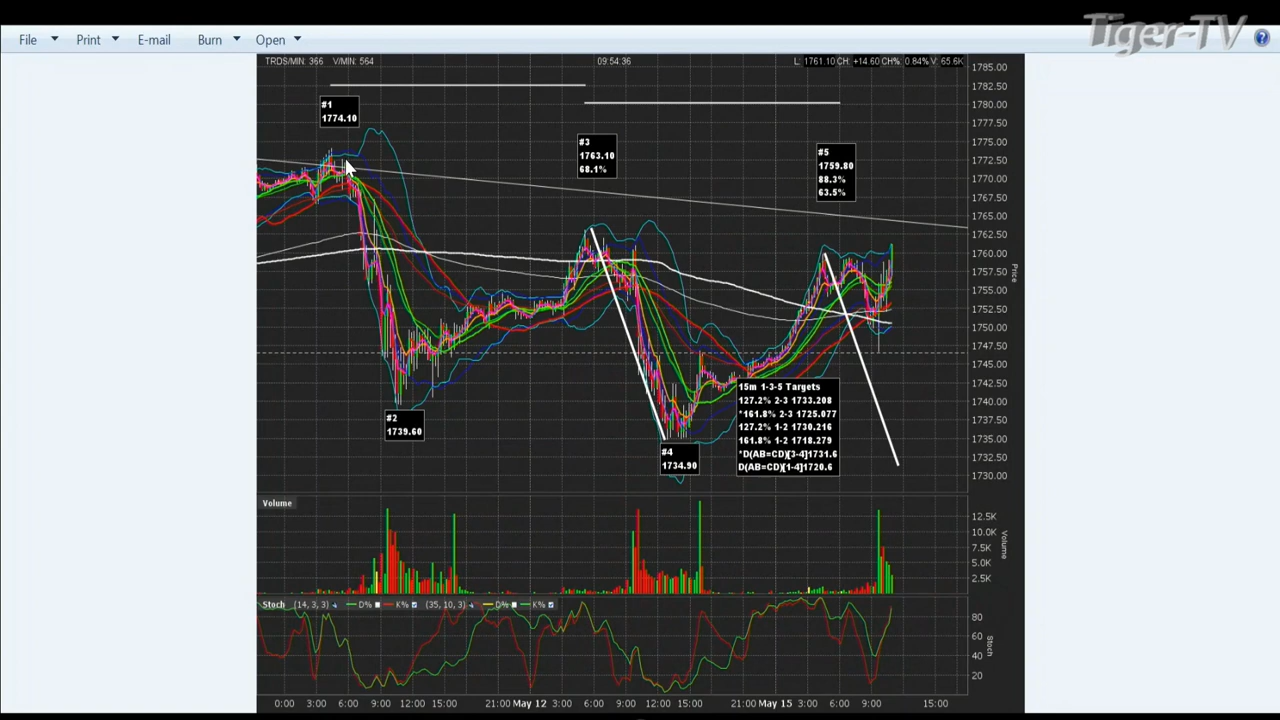 Tiger-TV
File Print E-mail Burn Open
TRDS/MIN: 366 V/MIN: 564 09:54:36 L: 1761.10 CH: +14.60 CH% 0.84% V: 65.6K
1785.00
1782.50
1780.00
1777.50
1775.00
1772.50
1770.00
1767.50
1765.00
1762.50
1760.00
1757.50
1755.00
1752.50
1750.00
1747.50
1745.00
1742.50
1740.00
1737.50
1735.00
1732.50
1730.00
Price
#1
1774.10
#3
1763.10
68.1%
#5
1759.80
88.3%
63.5%
#2
1739.60
#4
1734.90
15m 1-3-5 Targets
127.2% 2-3 1733.208
*161.8% 2-3 1725.077
127.2% 1-2 1730.216
161.8% 1-2 1718.279
*D(AB=CD)[3-4]1731.6
D(AB=CD)[1-4]1720.6
Volume
12.5K
10.0K
7.5K
5.0K
2.5K
Volume
Stoch (14, 3, 3) D% K% (35, 10, 3) D% K%
80
60
40
20
Stoch
0:00 3:00 6:00 9:00 12:00 15:00 21:00 May 12 3:00 6:00 9:00 12:00 15:00 21:00 May 15 3:00 6:00 9:00 15:00